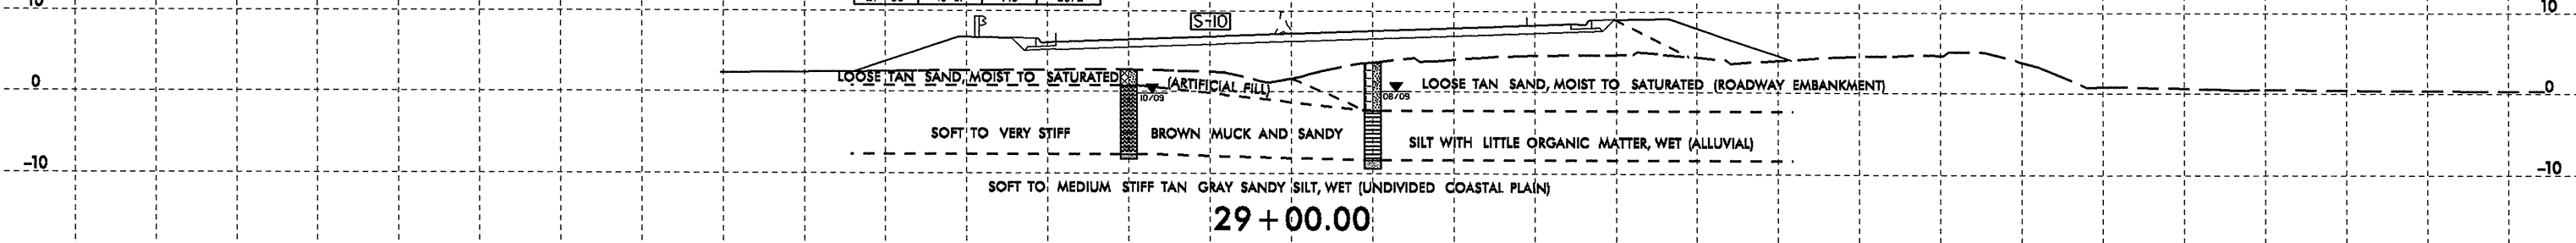 10 10
S-10
LOOSE TAN SAND, MOIST TO SATURATED (ARTIFICIAL FILL) LOOSE TAN SAND, MOIST TO SATURATED (ROADWAY EMBANKMENT)
0 0
10/09 08/09
SOFT TO VERY STIFF BROWN MUCK AND SANDY SILT WITH LITTLE ORGANIC MATTER, WET (ALLUVIAL)
-10 -10
SOFT TO MEDIUM STIFF TAN GRAY SANDY SILT, WET (UNDIVIDED COASTAL PLAIN)
29+00.00